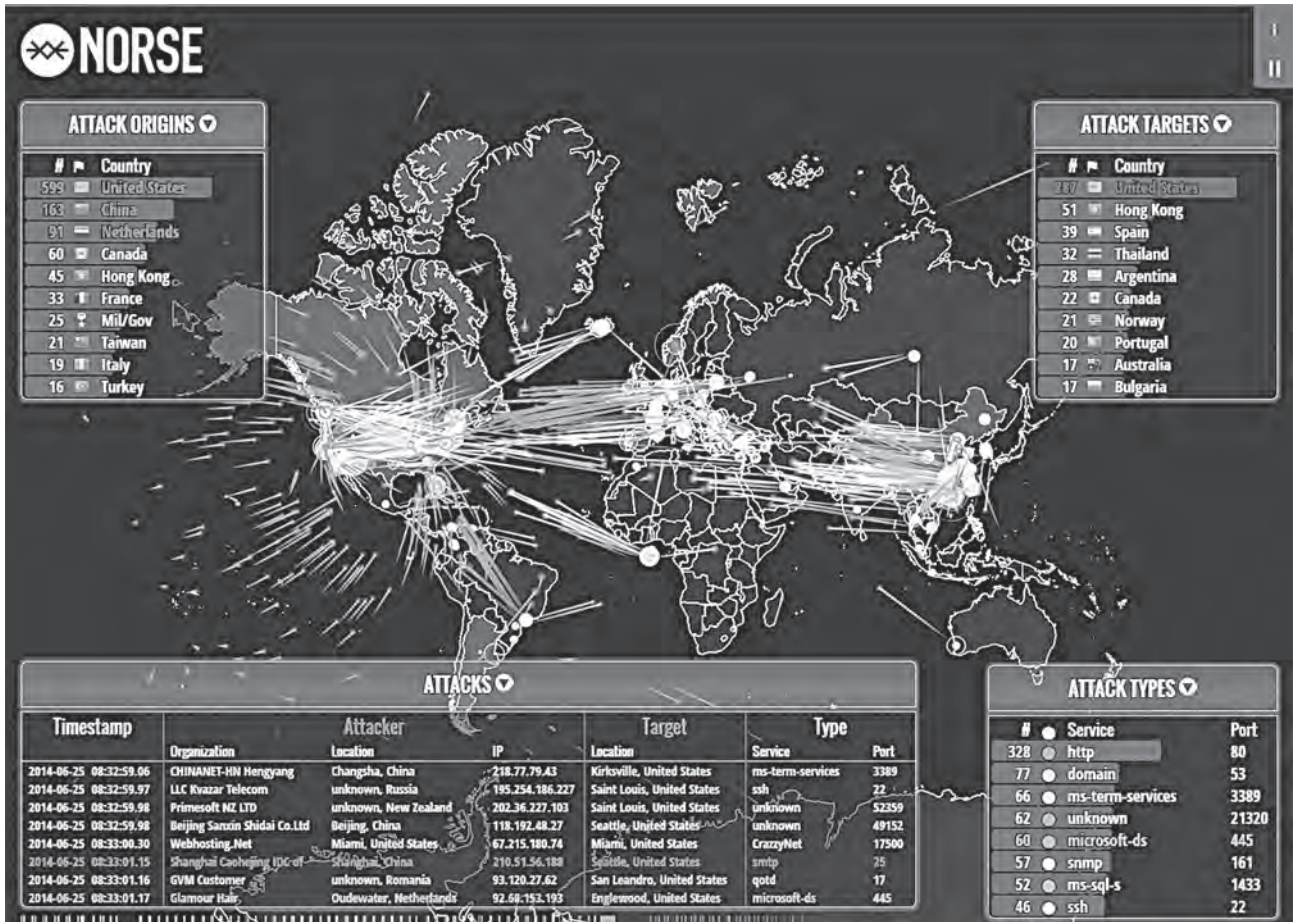 NORSE
i
II
ATTACK ORIGINS
# Country
599 United States
163 China
91 Netherlands
60 Canada
45 Hong Kong
33 France
25 Mil/Gov
21 Taiwan
19 Italy
16 Turkey
ATTACK TARGETS
# Country
387 United States
51 Hong Kong
39 Spain
32 Thailand
28 Argentina
22 Canada
21 Norway
20 Portugal
17 Australia
17 Bulgaria
ATTACKS
Timestamp Attacker Target Type
Organization Location IP Location Service Port
2014-06-25 08:32:59.06 CHINANET-HN Hengyang Changsha, China 218.77.79.43 Kirksville, United States ms-term-services 3389
2014-06-25 08:32:59.97 LLC Kvazar Telecom unknown, Russia 195.254.186.227 Saint Louis, United States ssh 22
2014-06-25 08:32:59.98 Primesoft NZ LTD unknown, New Zealand 202.36.227.103 Saint Louis, United States unknown 52359
2014-06-25 08:32:59.98 Beijing Sanxin Shidai Co.Ltd Beijing, China 118.192.48.27 Seattle, United States unknown 49152
2014-06-25 08:33:00.30 Webhosting.Net Miami, United States 67.215.180.74 Miami, United States CrazzyNet 17500
2014-06-25 08:33:01.15 Shanghai Caohejing IDC of Shanghai, China 210.51.56.188 Seattle, United States smtp 25
2014-06-25 08:33:01.16 GVM Customer unknown, Romania 93.120.27.62 San Leandro, United States qotd 17
2014-06-25 08:33:01.17 Glamour Hair Oudewater, Netherlands 92.68.153.193 Englewood, United States microsoft-ds 445
ATTACK TYPES
# Service Port
328 http 80
77 domain 53
66 ms-term-services 3389
62 unknown 21320
60 microsoft-ds 445
57 snmp 161
52 ms-sql-s 1433
46 ssh 22